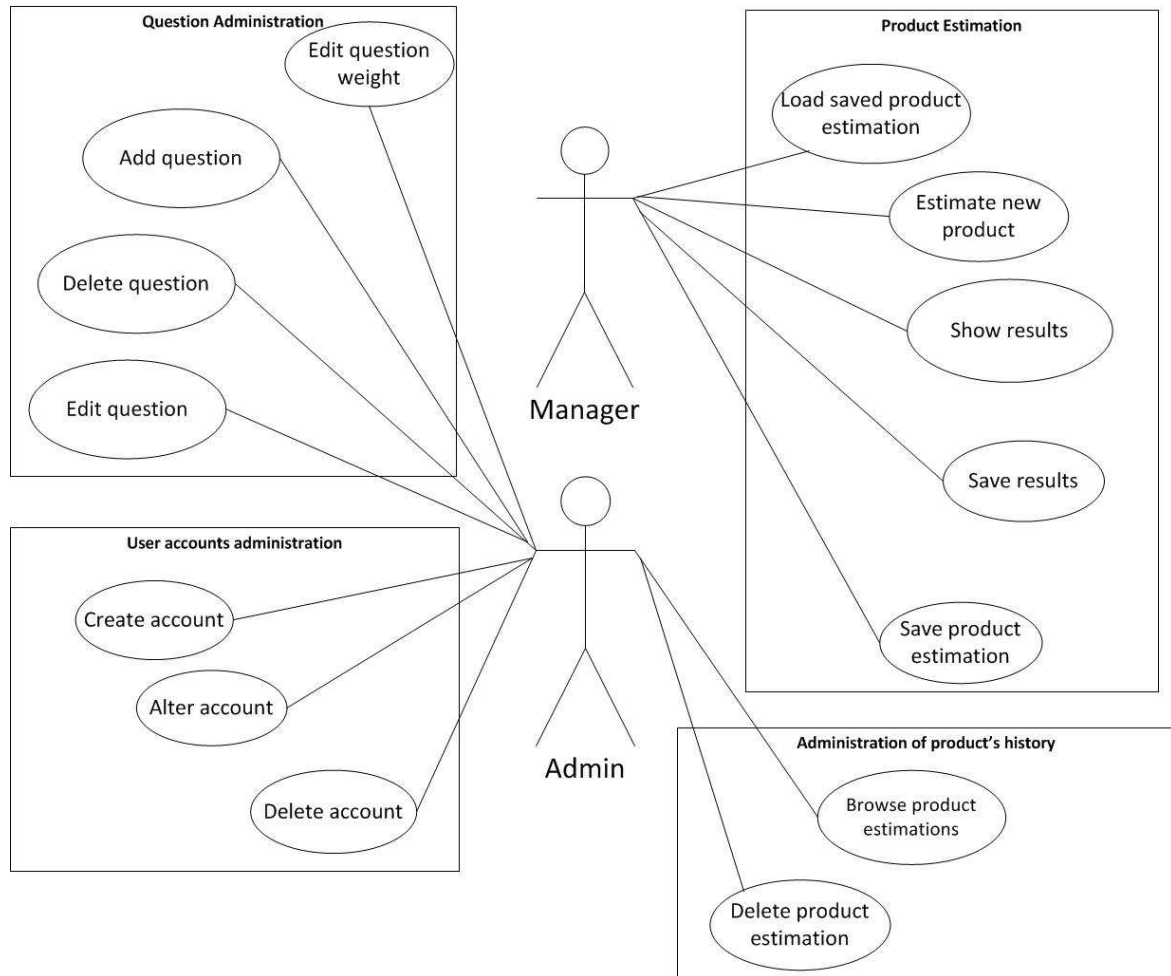 Question Administration
Edit question
weight
Add question
Delete question
Edit question
Product Estimation
Load saved product
estimation
Estimate new
product
Show results
Save results
Save product
estimation
Manager
User accounts administration
Create account
Alter account
Delete account
Admin
Administration of product's history
Browse product
estimations
Delete product
estimation